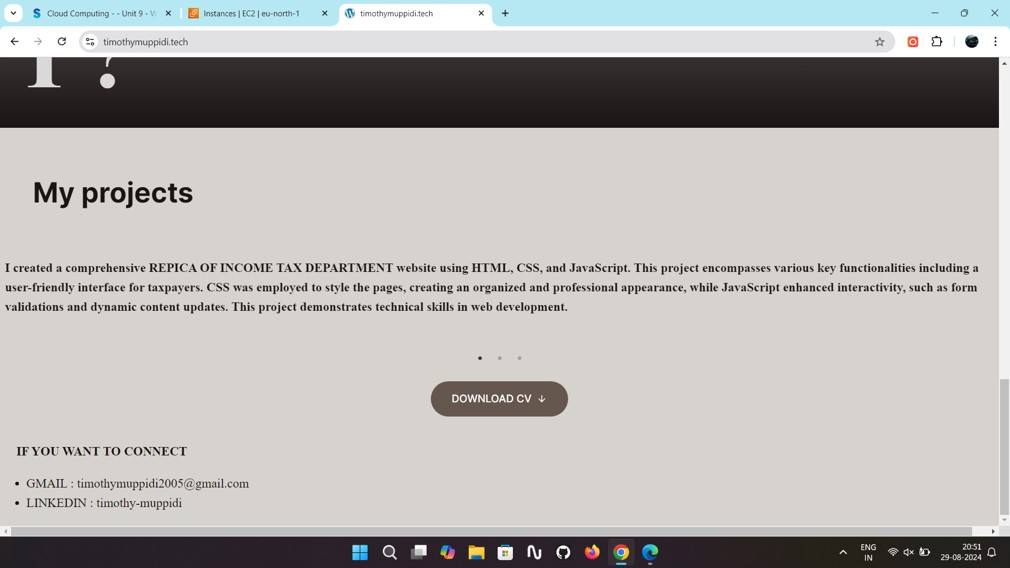 Cloud Computing - - Unit 9 - W
Instances | EC2 | eu-north-1
timothymuppidi.tech
timothymuppidi.tech
I ?
My projects
I created a comprehensive REPICA OF INCOME TAX DEPARTMENT website using HTML, CSS, and JavaScript. This project encompasses various key functionalities including a
user-friendly interface for taxpayers. CSS was employed to style the pages, creating an organized and professional appearance, while JavaScript enhanced interactivity, such as form
validations and dynamic content updates. This project demonstrates technical skills in web development.
DOWNLOAD CV ↓
IF YOU WANT TO CONNECT
• GMAIL : timothymuppidi2005@gmail.com
• LINKEDIN : timothy-muppidi
ENG
IN
20:51
29-08-2024